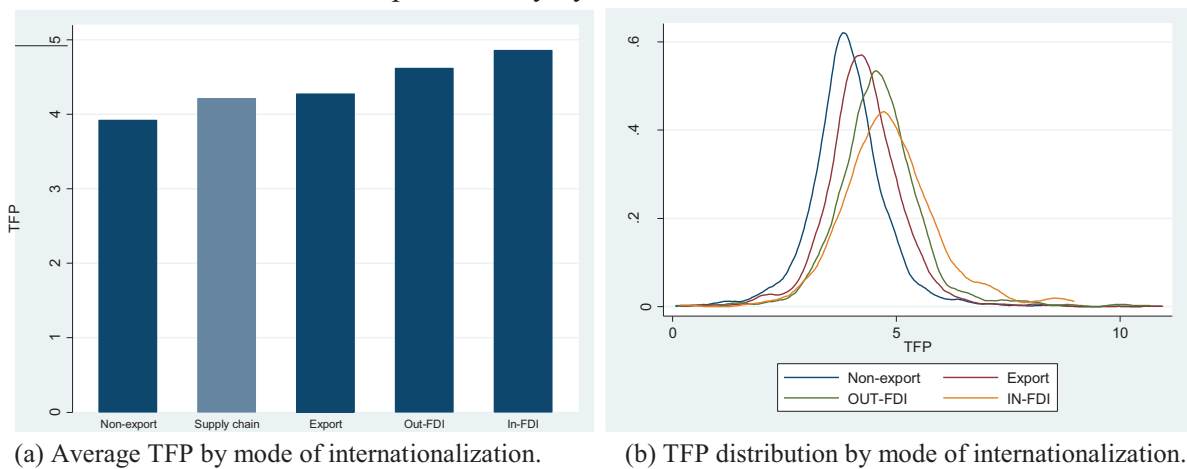 5
4
3
2
1
0
TFP
Non-export Supply chain Export Out-FDI In-FDI
.6
.4
.2
0
0 5 10
TFP
Non-export Export
OUT-FDI IN-FDI
(a) Average TFP by mode of internationalization. (b) TFP distribution by mode of internationalization.